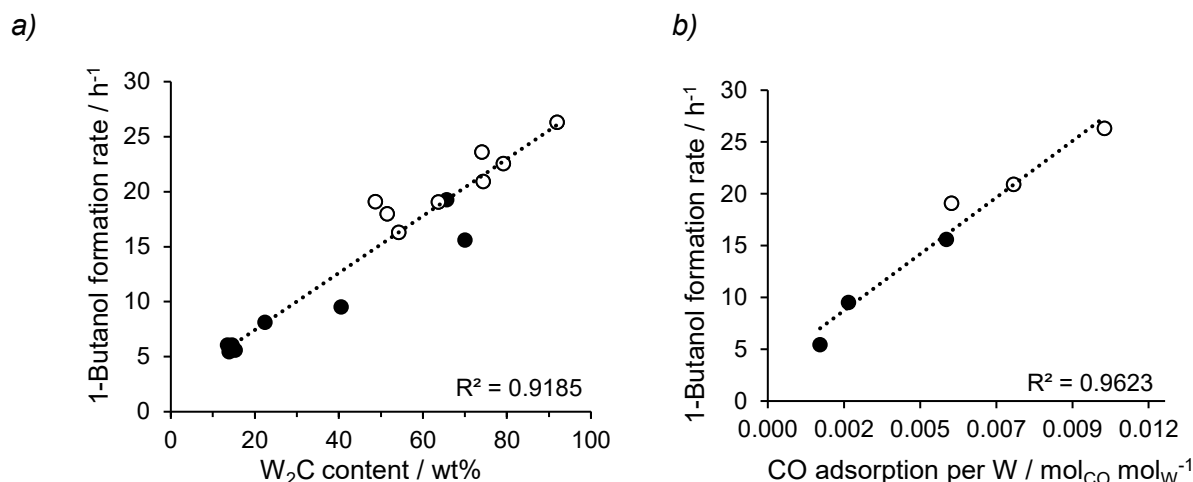 a)
1-Butanol formation rate / h⁻¹
30
25
20
15
10
5
0
0 20 40 60 80 100
R² = 0.9185
W₂C content / wt%
b)
1-Butanol formation rate / h⁻¹
30
25
20
15
10
5
0
0.000 0.002 0.005 0.007 0.009 0.012
R² = 0.9623
CO adsorption per W / mol_CO mol_W⁻¹